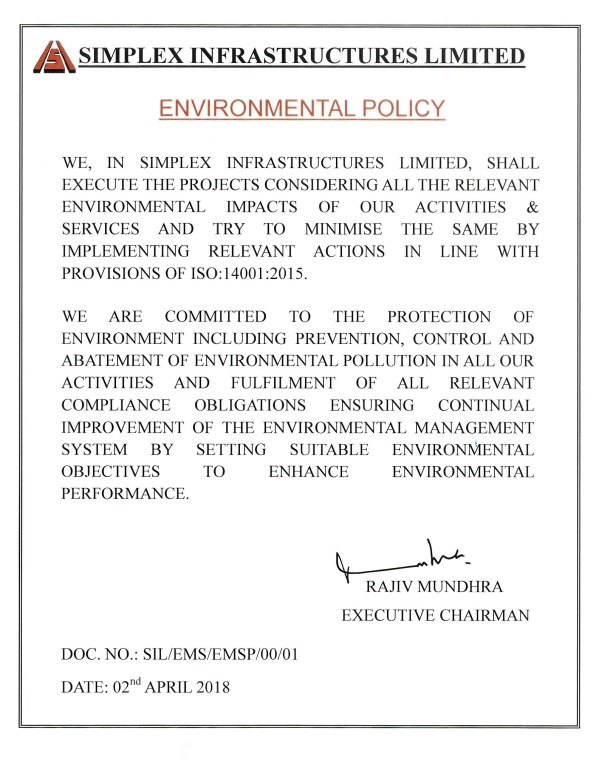 SIMPLEX INFRASTRUCTURES LIMITED
ENVIRONMENTAL POLICY
WE, IN SIMPLEX INFRASTRUCTURES LIMITED, SHALL
EXECUTE THE PROJECTS CONSIDERING ALL THE RELEVANT
ENVIRONMENTAL IMPACTS OF OUR ACTIVITIES &
SERVICES AND TRY TO MINIMISE THE SAME BY
IMPLEMENTING RELEVANT ACTIONS IN LINE WITH
PROVISIONS OF ISO:14001:2015.
WE ARE COMMITTED TO THE PROTECTION OF
ENVIRONMENT INCLUDING PREVENTION, CONTROL AND
ABATEMENT OF ENVIRONMENTAL POLLUTION IN ALL OUR
ACTIVITIES AND FULFILMENT OF ALL RELEVANT
COMPLIANCE OBLIGATIONS ENSURING CONTINUAL
IMPROVEMENT OF THE ENVIRONMENTAL MANAGEMENT
SYSTEM BY SETTING SUITABLE ENVIRONMENTAL
OBJECTIVES TO ENHANCE ENVIRONMENTAL
PERFORMANCE.
RAJIV MUNDHRA
EXECUTIVE CHAIRMAN
DOC. NO.: SIL/EMS/EMSP/00/01
DATE: 02nd APRIL 2018